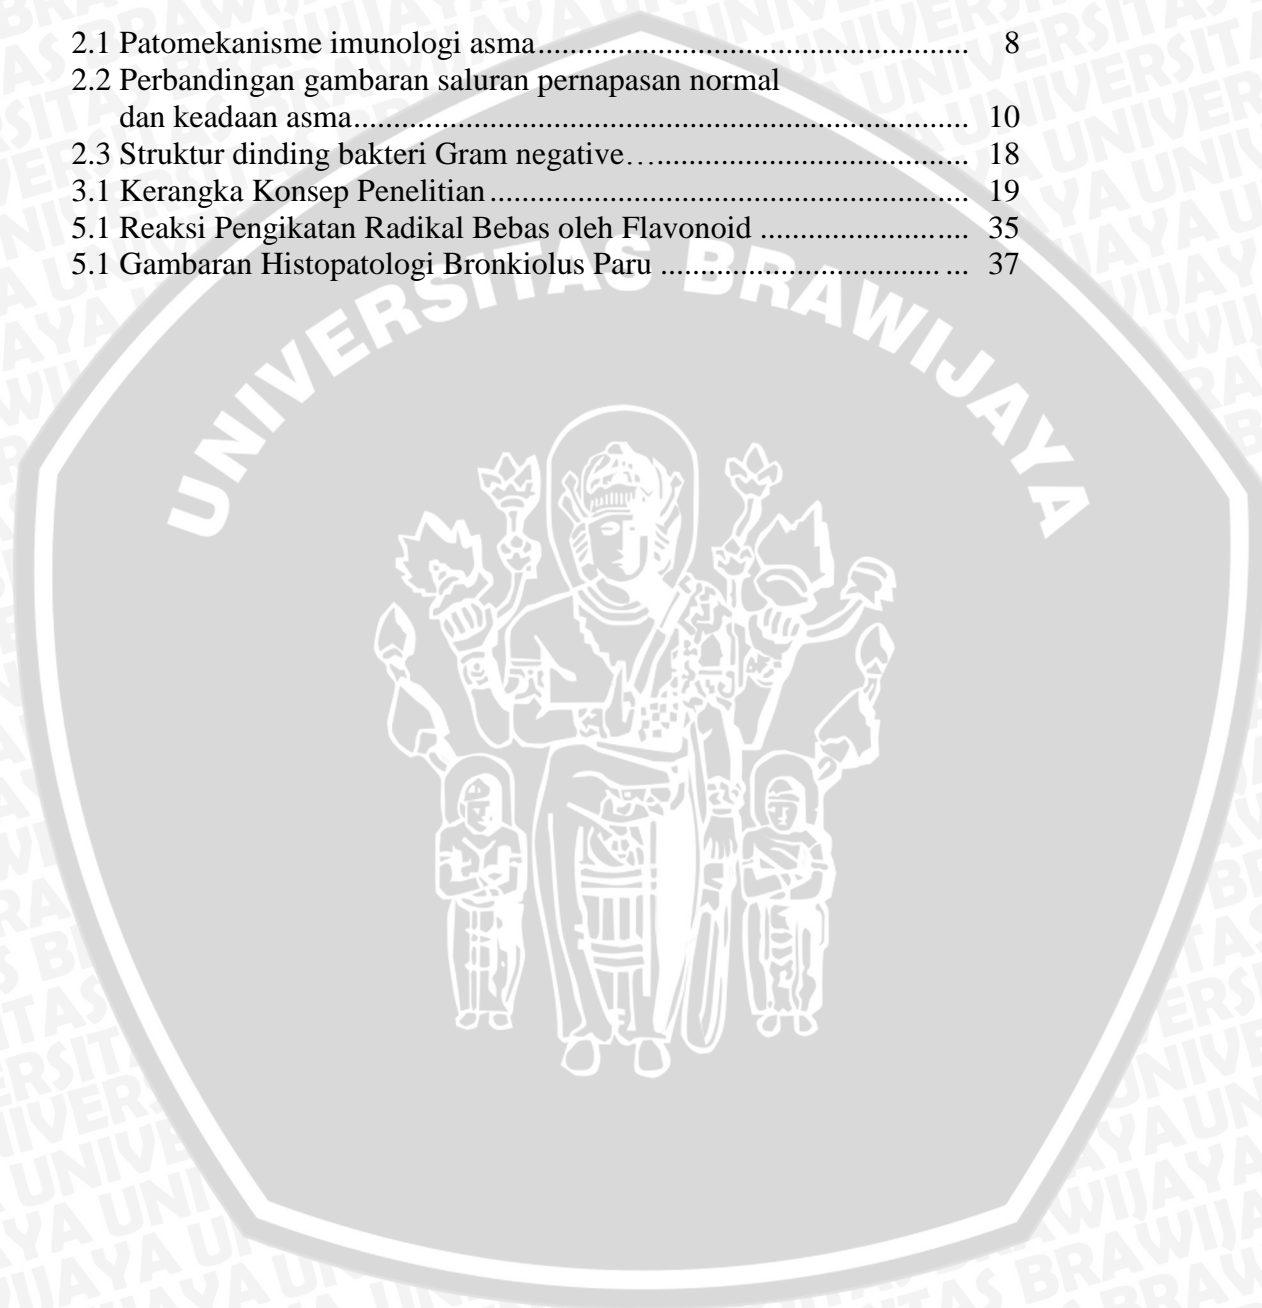 2.1 Patomekanisme imunologi asma........................................................ 8
2.2 Perbandingan gambaran saluran pernapasan normal
dan keadaan asma.............................................................................. 10
2.3 Struktur dinding bakteri Gram negative.......................................... 18
3.1 Kerangka Konsep Penelitian............................................................. 19
5.1 Reaksi Pengikatan Radikal Bebas oleh Flavonoid .......................... 35
5.1 Gambaran Histopatologi Bronkiolus Paru ....................................... 37
UNIVERSITAS BRAWIJAYA